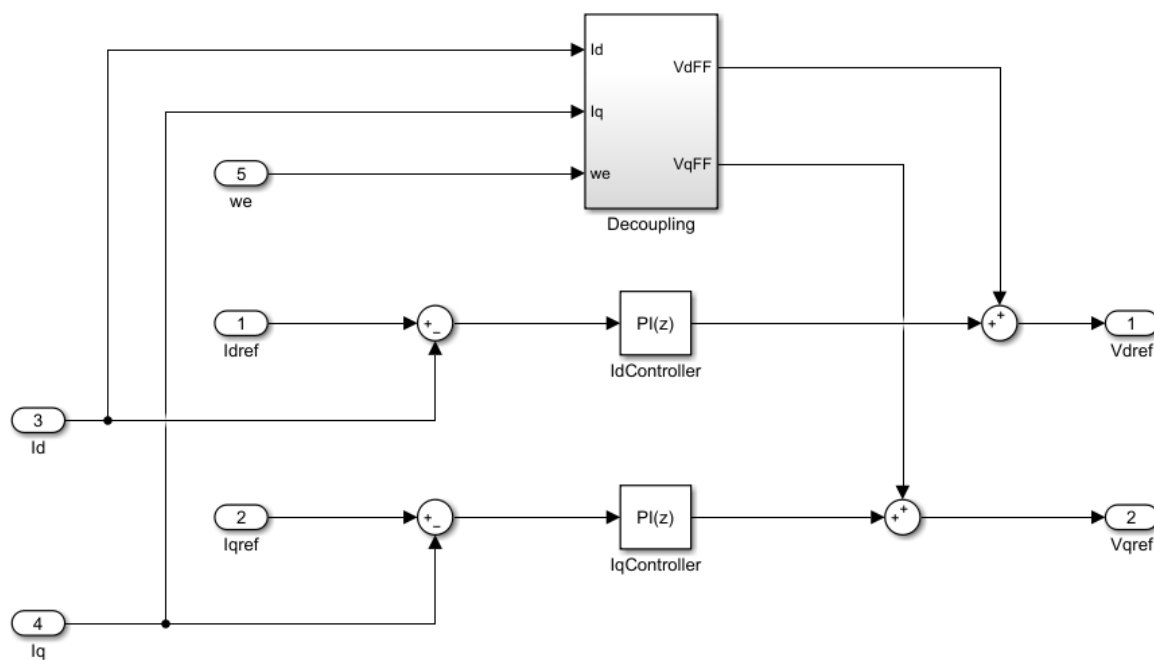 Id
VdFF
Iq
we
VqFF
5
we
Decoupling
1
Idref
+
−
PI(z)
IdController
+
+
1
Vdref
3
Id
2
Iqref
+
−
PI(z)
IqController
+
+
2
Vqref
4
Iq